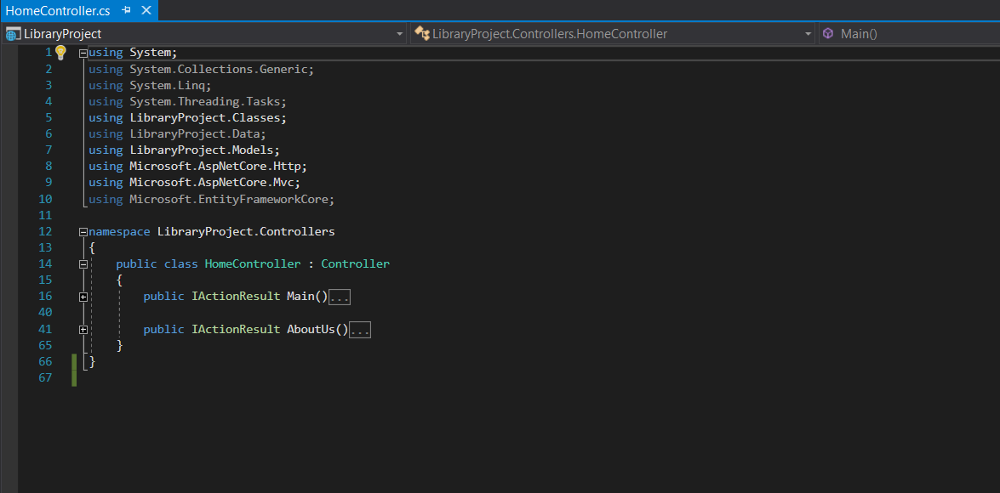 HomeController.cs
LibraryProject LibraryProject.Controllers.HomeController Main()
1 using System;
2 using System.Collections.Generic;
3 using System.Linq;
4 using System.Threading.Tasks;
5 using LibraryProject.Classes;
6 using LibraryProject.Data;
7 using LibraryProject.Models;
8 using Microsoft.AspNetCore.Http;
9 using Microsoft.AspNetCore.Mvc;
10 using Microsoft.EntityFrameworkCore;
11
12 namespace LibraryProject.Controllers
13 {
14     public class HomeController : Controller
15     {
16         public IActionResult Main()...
40
41         public IActionResult AboutUs()...
65     }
66 }
67